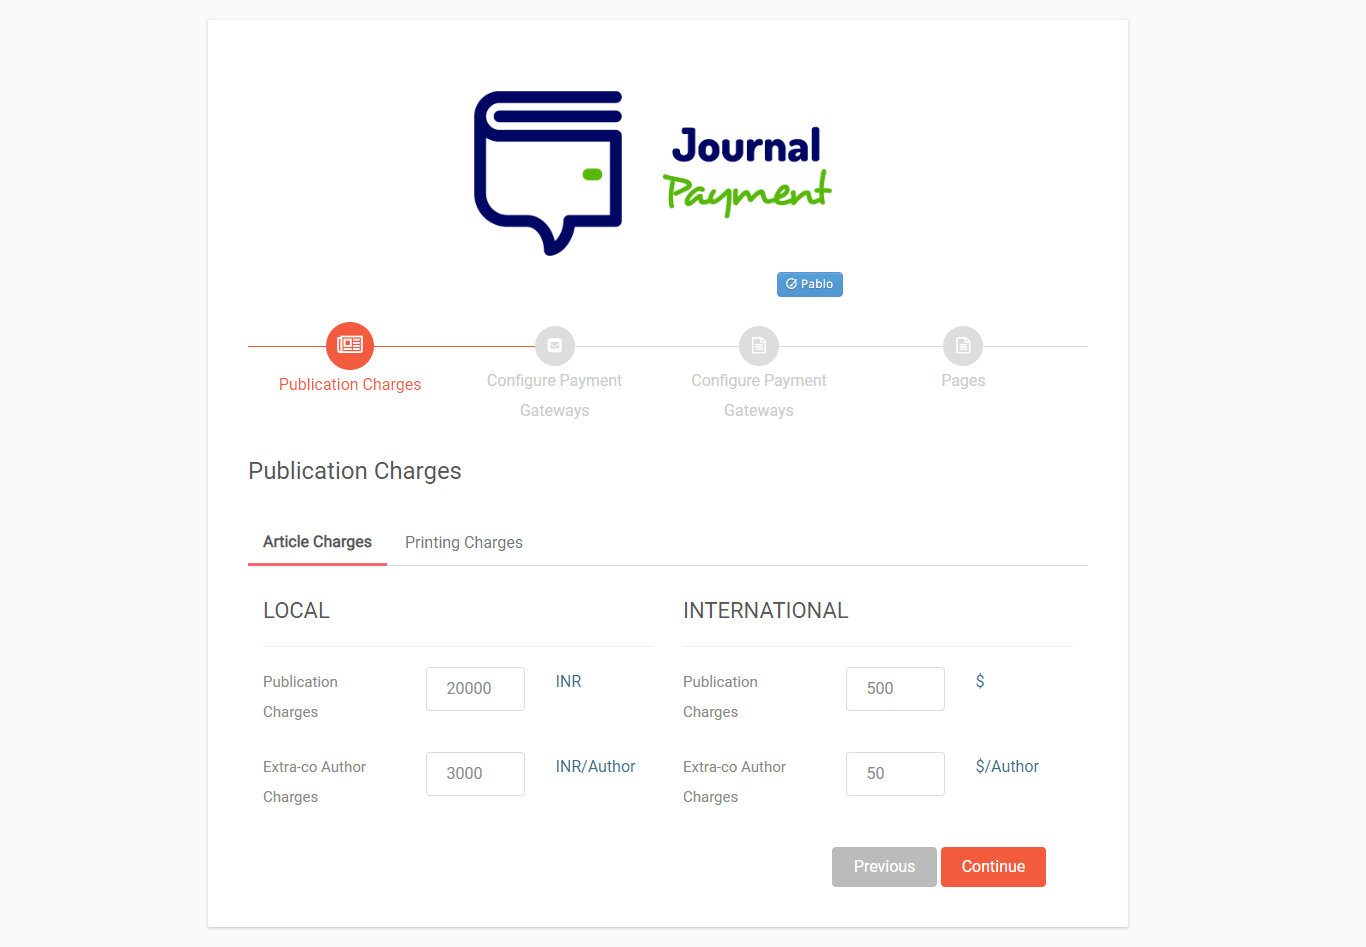 Journal
Payment
Pablo
Publication Charges
Configure Payment
Gateways
Configure Payment
Gateways
Pages
Publication Charges
Article Charges
Printing Charges
LOCAL
Publication
Charges
20000
INR
Extra-co Author
Charges
3000
INR/Author
INTERNATIONAL
Publication
Charges
500
$
Extra-co Author
Charges
50
$/Author
Previous
Continue